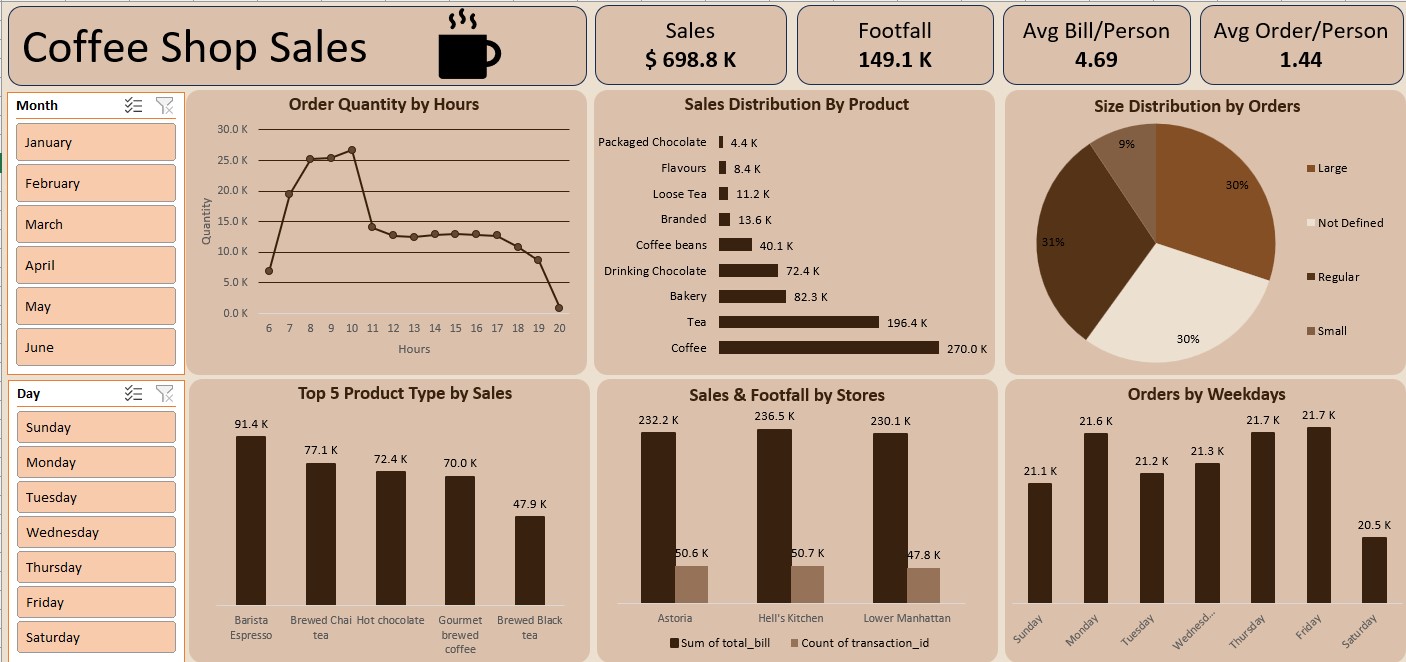 Coffee Shop Sales
Sales
$ 698.8 K
Footfall
149.1 K
Avg Bill/Person
4.69
Avg Order/Person
1.44
Month
January
February
March
April
May
June
Day
Sunday
Monday
Tuesday
Wednesday
Thursday
Friday
Saturday
Order Quantity by Hours
30.0 K
25.0 K
20.0 K
15.0 K
10.0 K
5.0 K
0.0 K
Quantity
6 7 8 9 10 11 12 13 14 15 16 17 18 19 20
Hours
Sales Distribution By Product
Packaged Chocolate 4.4 K
Flavours 8.4 K
Loose Tea 11.2 K
Branded 13.6 K
Coffee beans 40.1 K
Drinking Chocolate 72.4 K
Bakery 82.3 K
Tea 196.4 K
Coffee 270.0 K
Size Distribution by Orders
9%
30%
31%
30%
Large
Not Defined
Regular
Small
Top 5 Product Type by Sales
91.4 K
77.1 K
72.4 K
70.0 K
47.9 K
Barista
Espresso
Brewed Chai
tea
Hot chocolate
Gourmet
brewed
coffee
Brewed Black
tea
Sales & Footfall by Stores
232.2 K
236.5 K
230.1 K
50.6 K
50.7 K
47.8 K
Astoria
Hell's Kitchen
Lower Manhattan
Sum of total_bill
Count of transaction_id
Orders by Weekdays
21.1 K
21.6 K
21.2 K
21.3 K
21.7 K
21.7 K
20.5 K
Sunday
Monday
Tuesday
Wednesd...
Thursday
Friday
Saturday